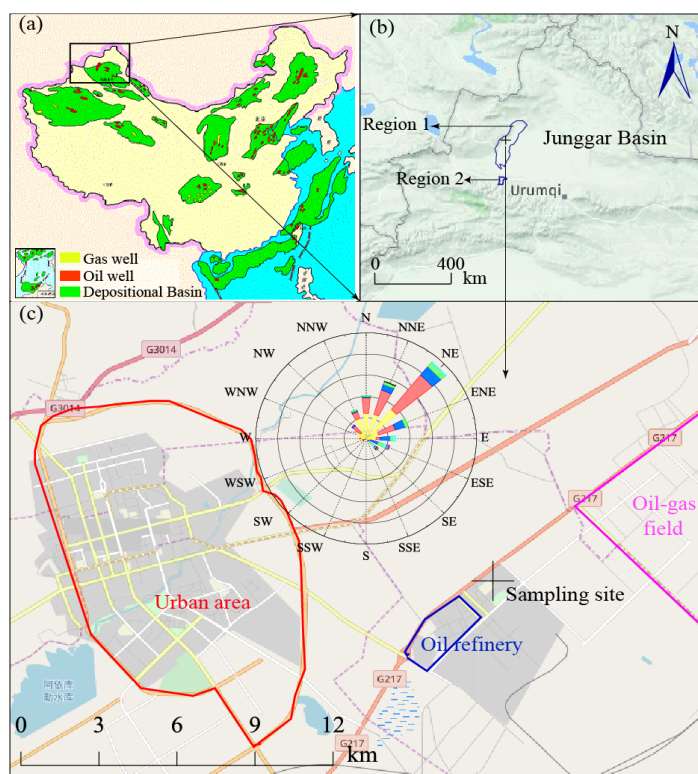 (a)
Gas well
Oil well
Depositional Basin
(b)
N
Region 1
Junggar Basin
Region 2
Urumqi
0 400
km
(c)
N
NNW NNE
NW NE
WNW ENE
W E
WSW ESE
SW SE
SSW SSE
S
G3014
G3014
G217
G217
Oil-gas
field
Sampling site
Urban area
Oil refinery
G217
G217
0 3 6 9 12
km